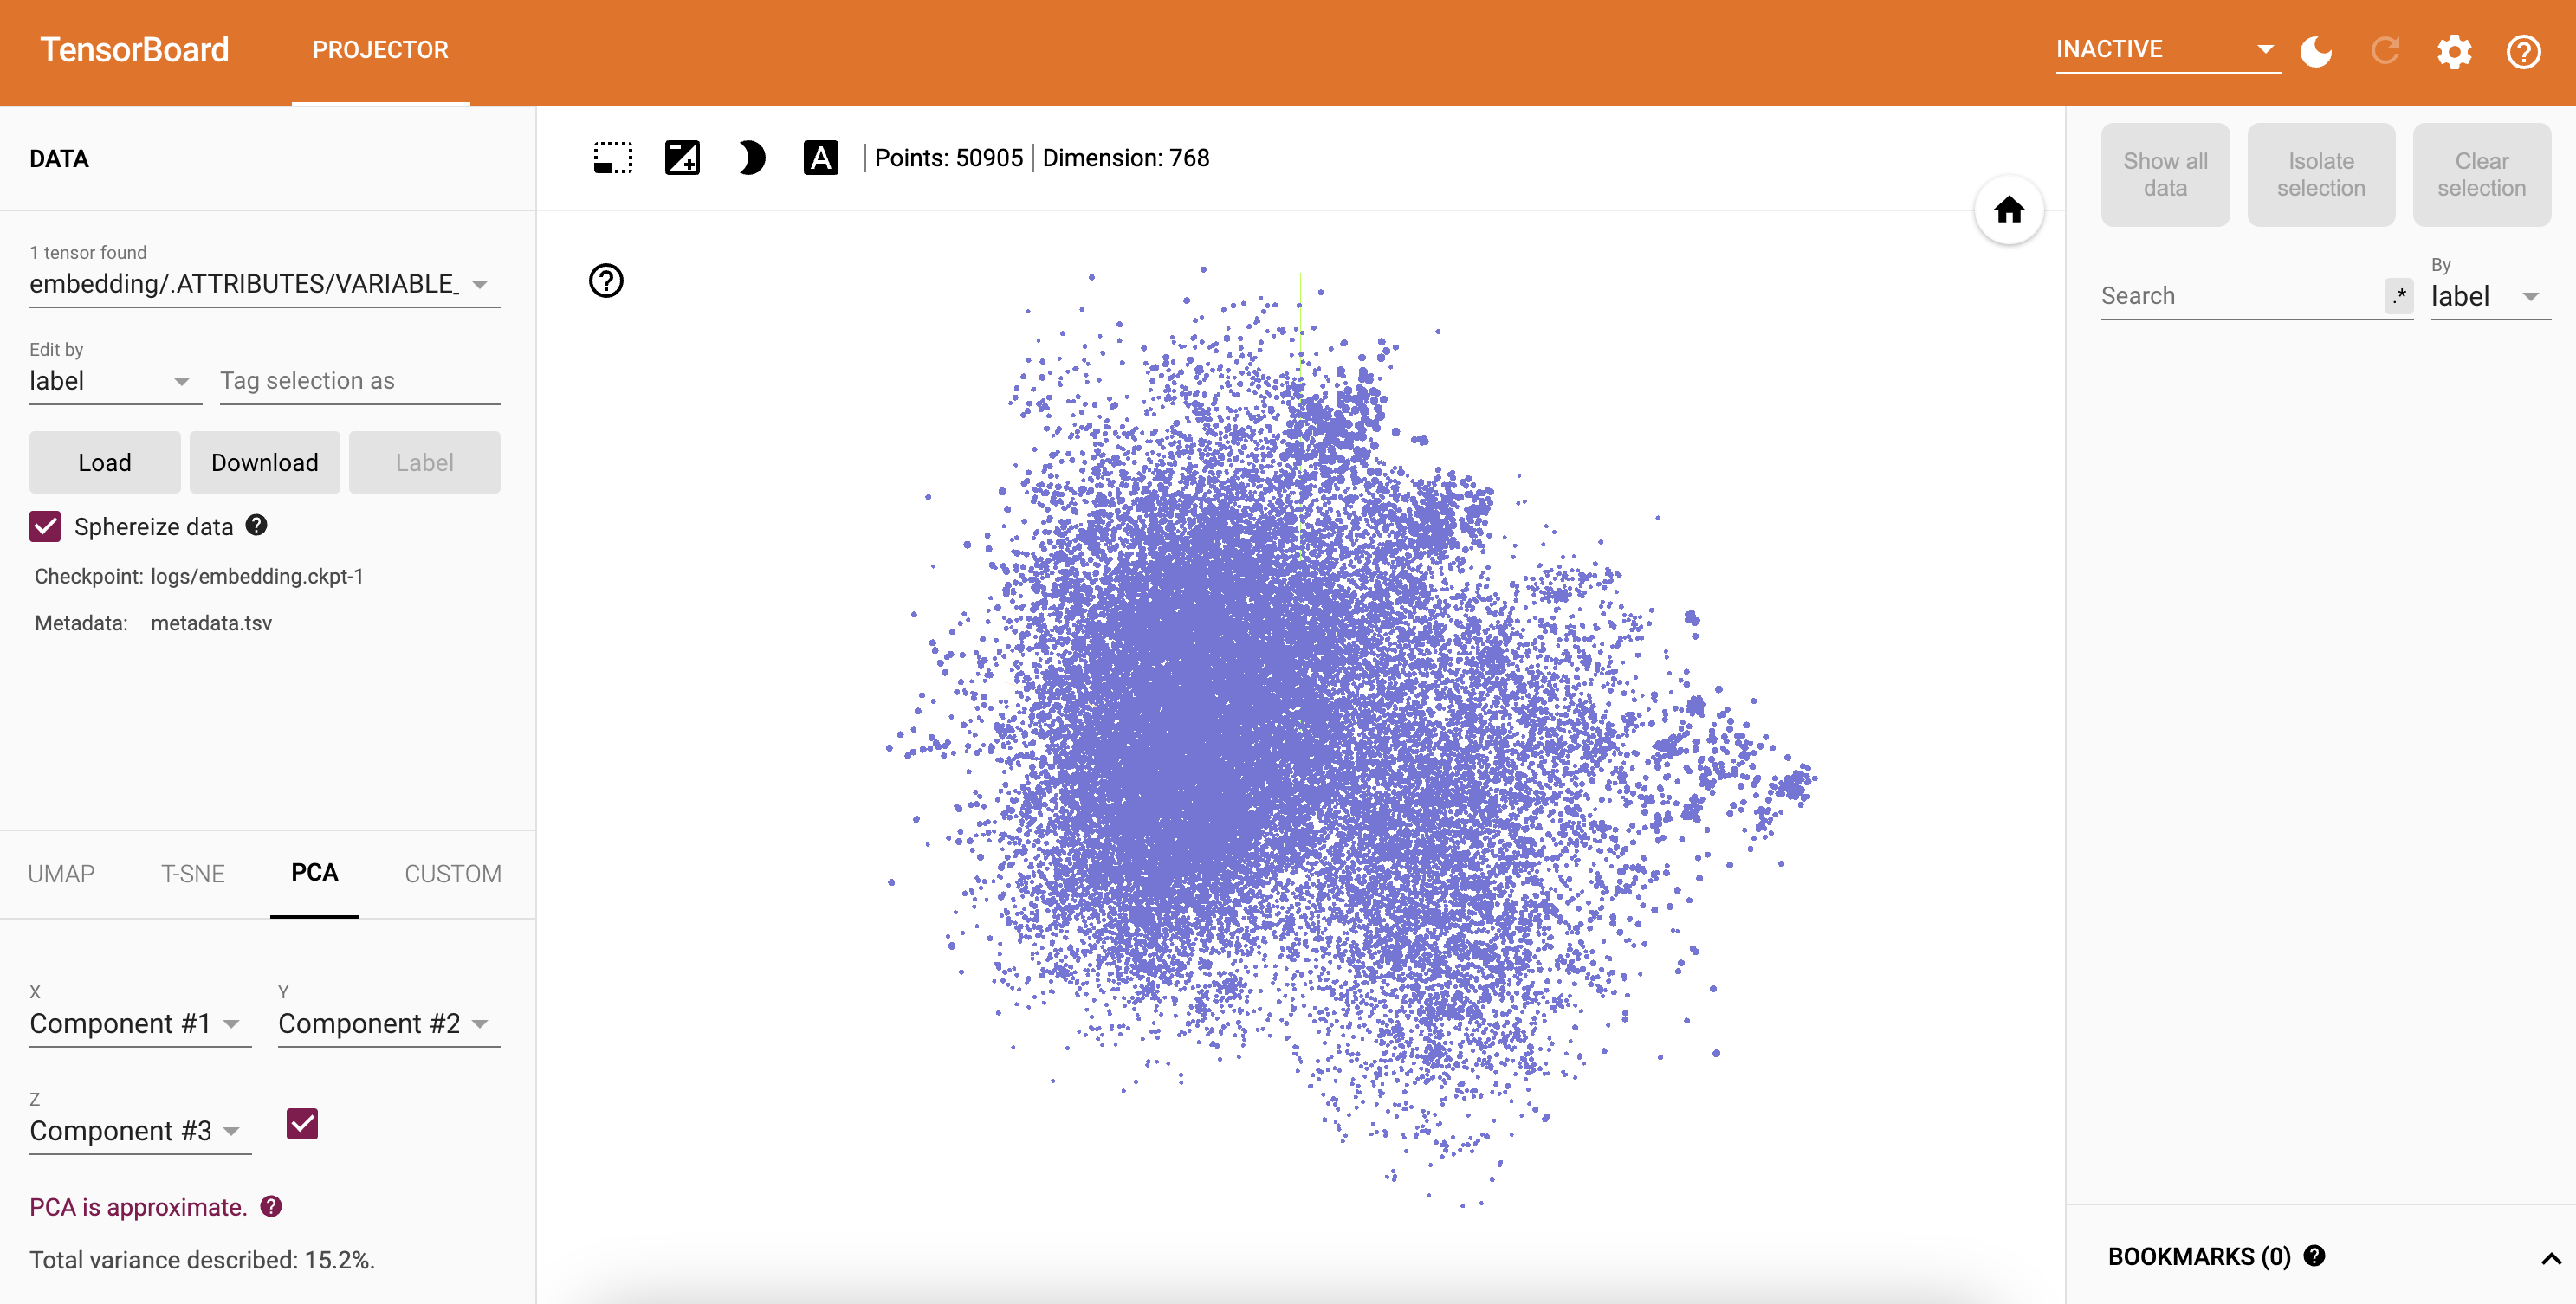 TensorBoard
PROJECTOR
INACTIVE
DATA
A
Points: 50905
Dimension: 768
1 tensor found
embedding/.ATTRIBUTES/VARIABLE_
Edit by
label
Tag selection as
Load
Download
Label
Sphereize data
Checkpoint: logs/embedding.ckpt-1
Metadata: metadata.tsv
UMAP
T-SNE
PCA
CUSTOM
X
Component #1
Y
Component #2
Z
Component #3
PCA is approximate.
Total variance described: 15.2%.
Show all
data
Isolate
selection
Clear
selection
Search
.*
By
label
BOOKMARKS (0)